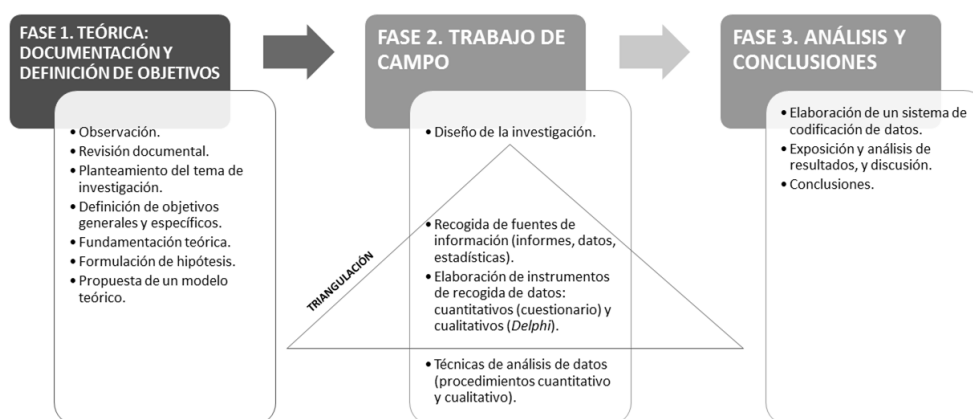 FASE 1. TEÓRICA:
DOCUMENTACIÓN Y
DEFINICIÓN DE OBJETIVOS
• Observación.
• Revisión documental.
• Planteamiento del tema de
investigación.
• Definición de objetivos
generales y específicos.
• Fundamentación teórica.
• Formulación de hipótesis.
• Propuesta de un modelo
teórico.
FASE 2. TRABAJO DE
CAMPO
• Diseño de la investigación.
TRIANGULACIÓN
• Recogida de fuentes de
información (informes, datos,
estadísticas).
• Elaboración de instrumentos
de recogida de datos:
cuantitativos (cuestionario) y
cualitativos (Delphi).
• Técnicas de análisis de datos
(procedimientos cuantitativo
y cualitativo).
FASE 3. ANÁLISIS Y
CONCLUSIONES
• Elaboración de un sistema de
codificación de datos.
• Exposición y análisis de
resultados, y discusión.
• Conclusiones.